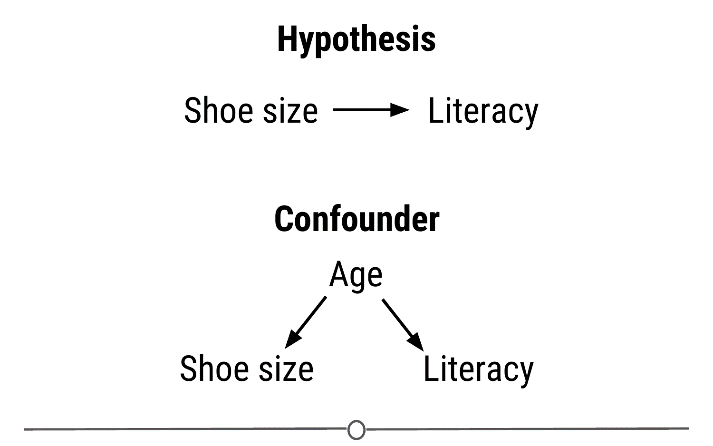 Hypothesis
Shoe size Literacy
Confounder
Age
Shoe size Literacy